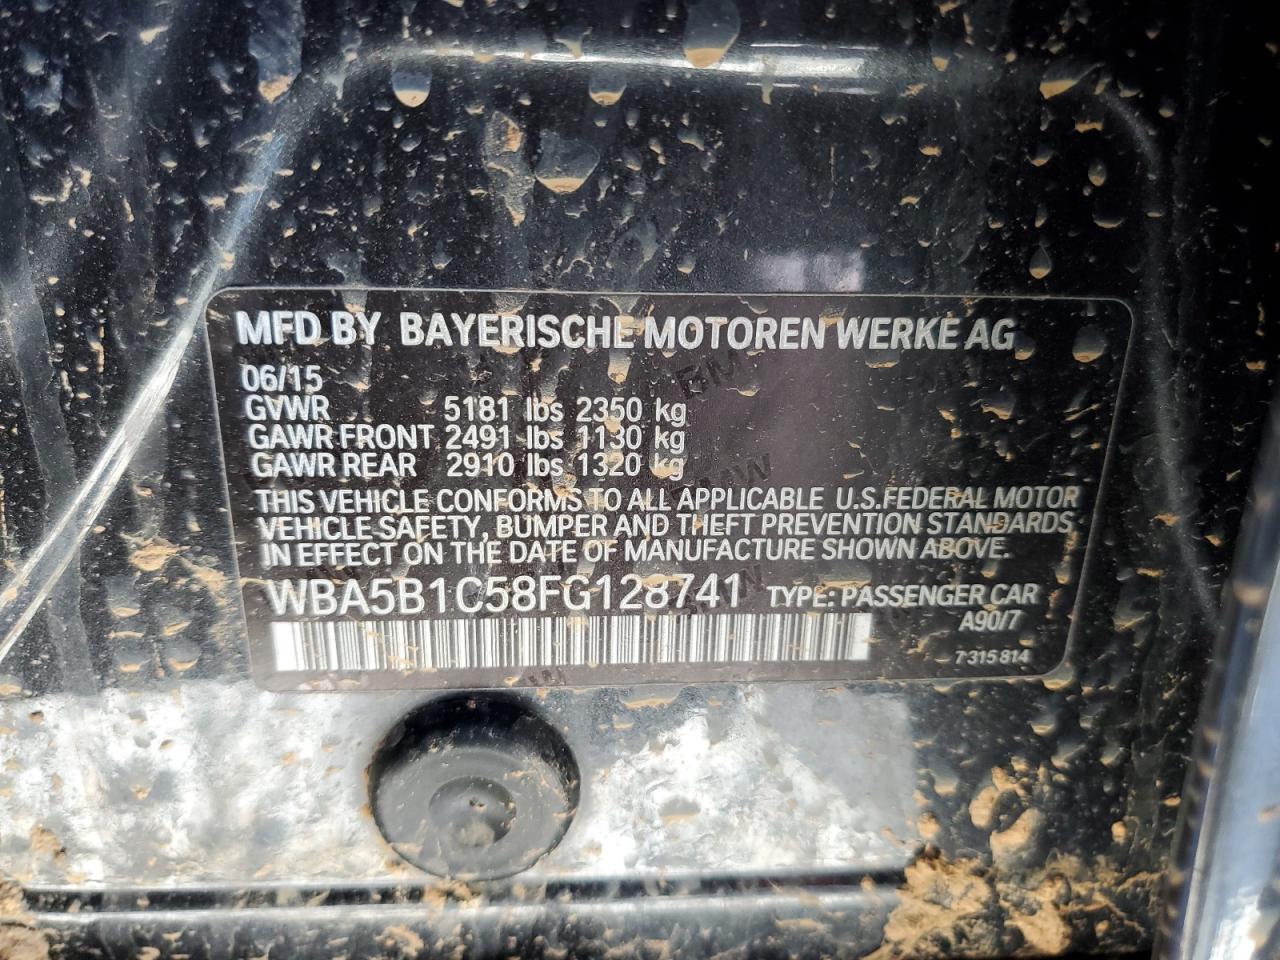 MFD BY BAYERISCHE MOTOREN WERKE AG
06/15
GVWR 5181 lbs 2350 kg
GAWR FRONT 2491 lbs 1130 kg
GAWR REAR 2910 lbs 1320 kg
THIS VEHICLE CONFORMS TO ALL APPLICABLE U.S.FEDERAL MOTOR
VEHICLE SAFETY, BUMPER AND THEFT PREVENTION STANDARDS
IN EFFECT ON THE DATE OF MANUFACTURE SHOWN ABOVE.
WBA5B1C58FG128741 TYPE: PASSENGER CAR
A90/7
7 315 814